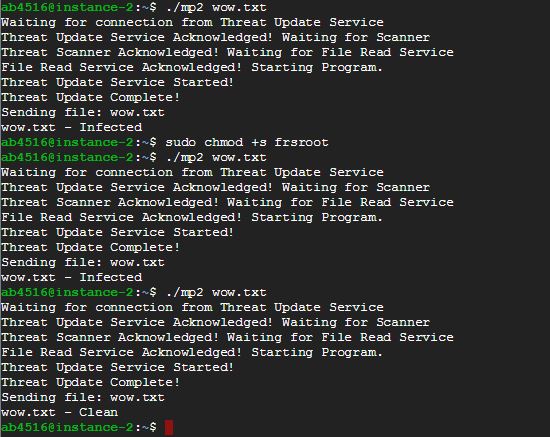 ab4516@instance-2:~$ ./mp2 wow.txt
Waiting for connection from Threat Update Service
Threat Update Service Acknowledged! Waiting for Scanner
Threat Scanner Acknowledged! Waiting for File Read Service
File Read Service Acknowledged! Starting Program.
Threat Update Service Started!
Threat Update Complete!
Sending file: wow.txt
wow.txt - Infected
ab4516@instance-2:~$ sudo chmod +s frsroot
ab4516@instance-2:~$ ./mp2 wow.txt
Waiting for connection from Threat Update Service
Threat Update Service Acknowledged! Waiting for Scanner
Threat Scanner Acknowledged! Waiting for File Read Service
File Read Service Acknowledged! Starting Program.
Threat Update Service Started!
Threat Update Complete!
Sending file: wow.txt
wow.txt - Infected
ab4516@instance-2:~$ ./mp2 wow.txt
Waiting for connection from Threat Update Service
Threat Update Service Acknowledged! Waiting for Scanner
Threat Scanner Acknowledged! Waiting for File Read Service
File Read Service Acknowledged! Starting Program.
Threat Update Service Started!
Threat Update Complete!
Sending file: wow.txt
wow.txt - Clean
ab4516@instance-2:~$